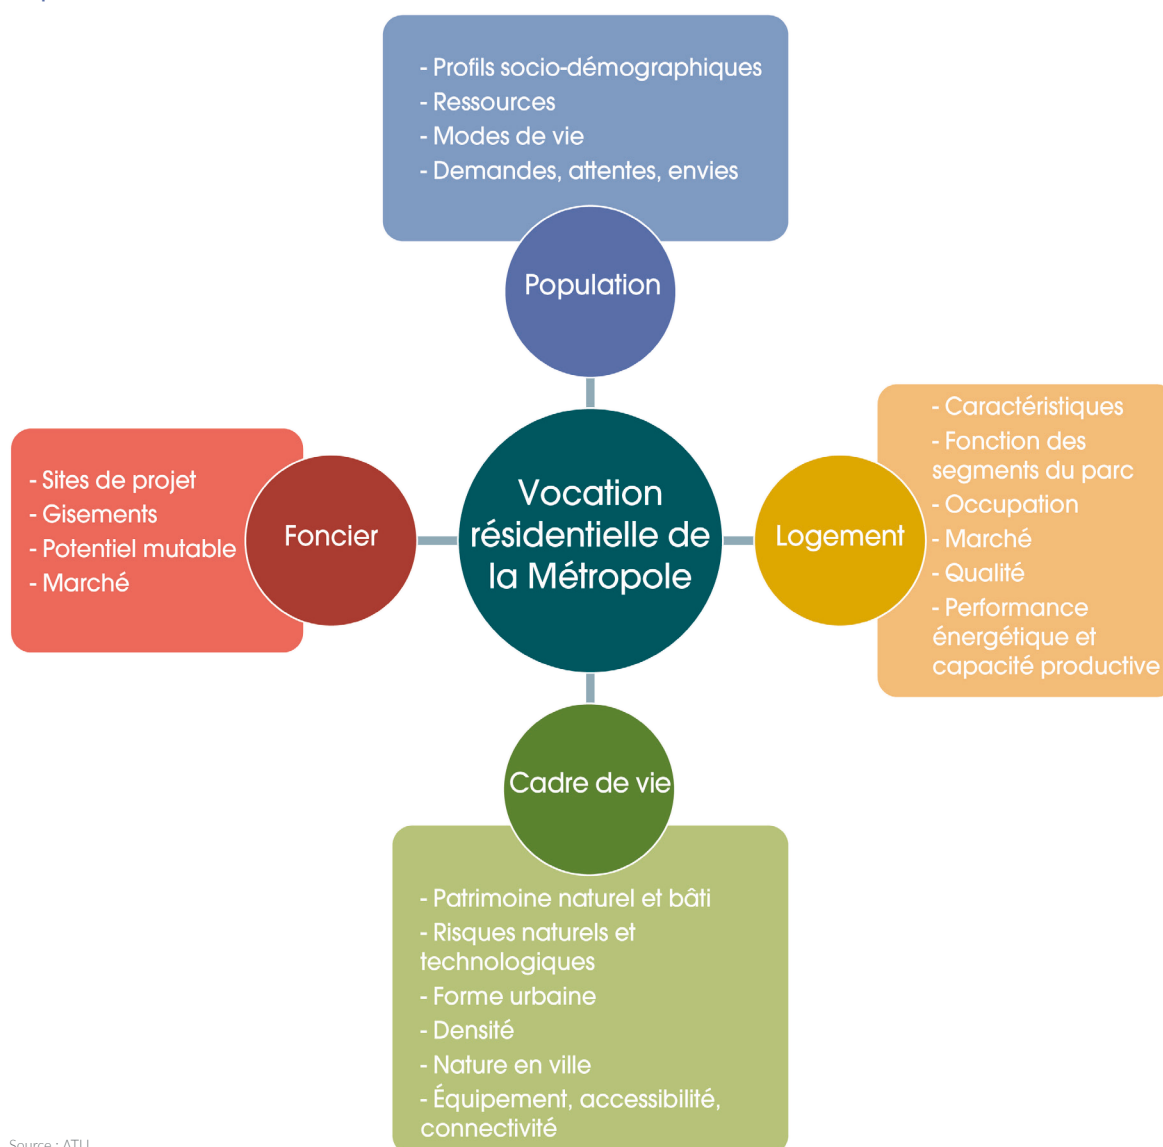 - Profils socio-démographiques
- Ressources
- Modes de vie
- Demandes, attentes, envies
Population
- Sites de projet
- Gisements
- Potentiel mutable
- Marché
Foncier
Vocation
résidentielle de
la Métropole
Logement
- Caractéristiques
- Fonction des
segments du parc
- Occupation
- Marché
- Qualité
- Performance
énergétique et
capacité productive
Cadre de vie
- Patrimoine naturel et bâti
- Risques naturels et
technologiques
- Forme urbaine
- Densité
- Nature en ville
- Équipement, accessibilité,
connectivité
Source : ATU